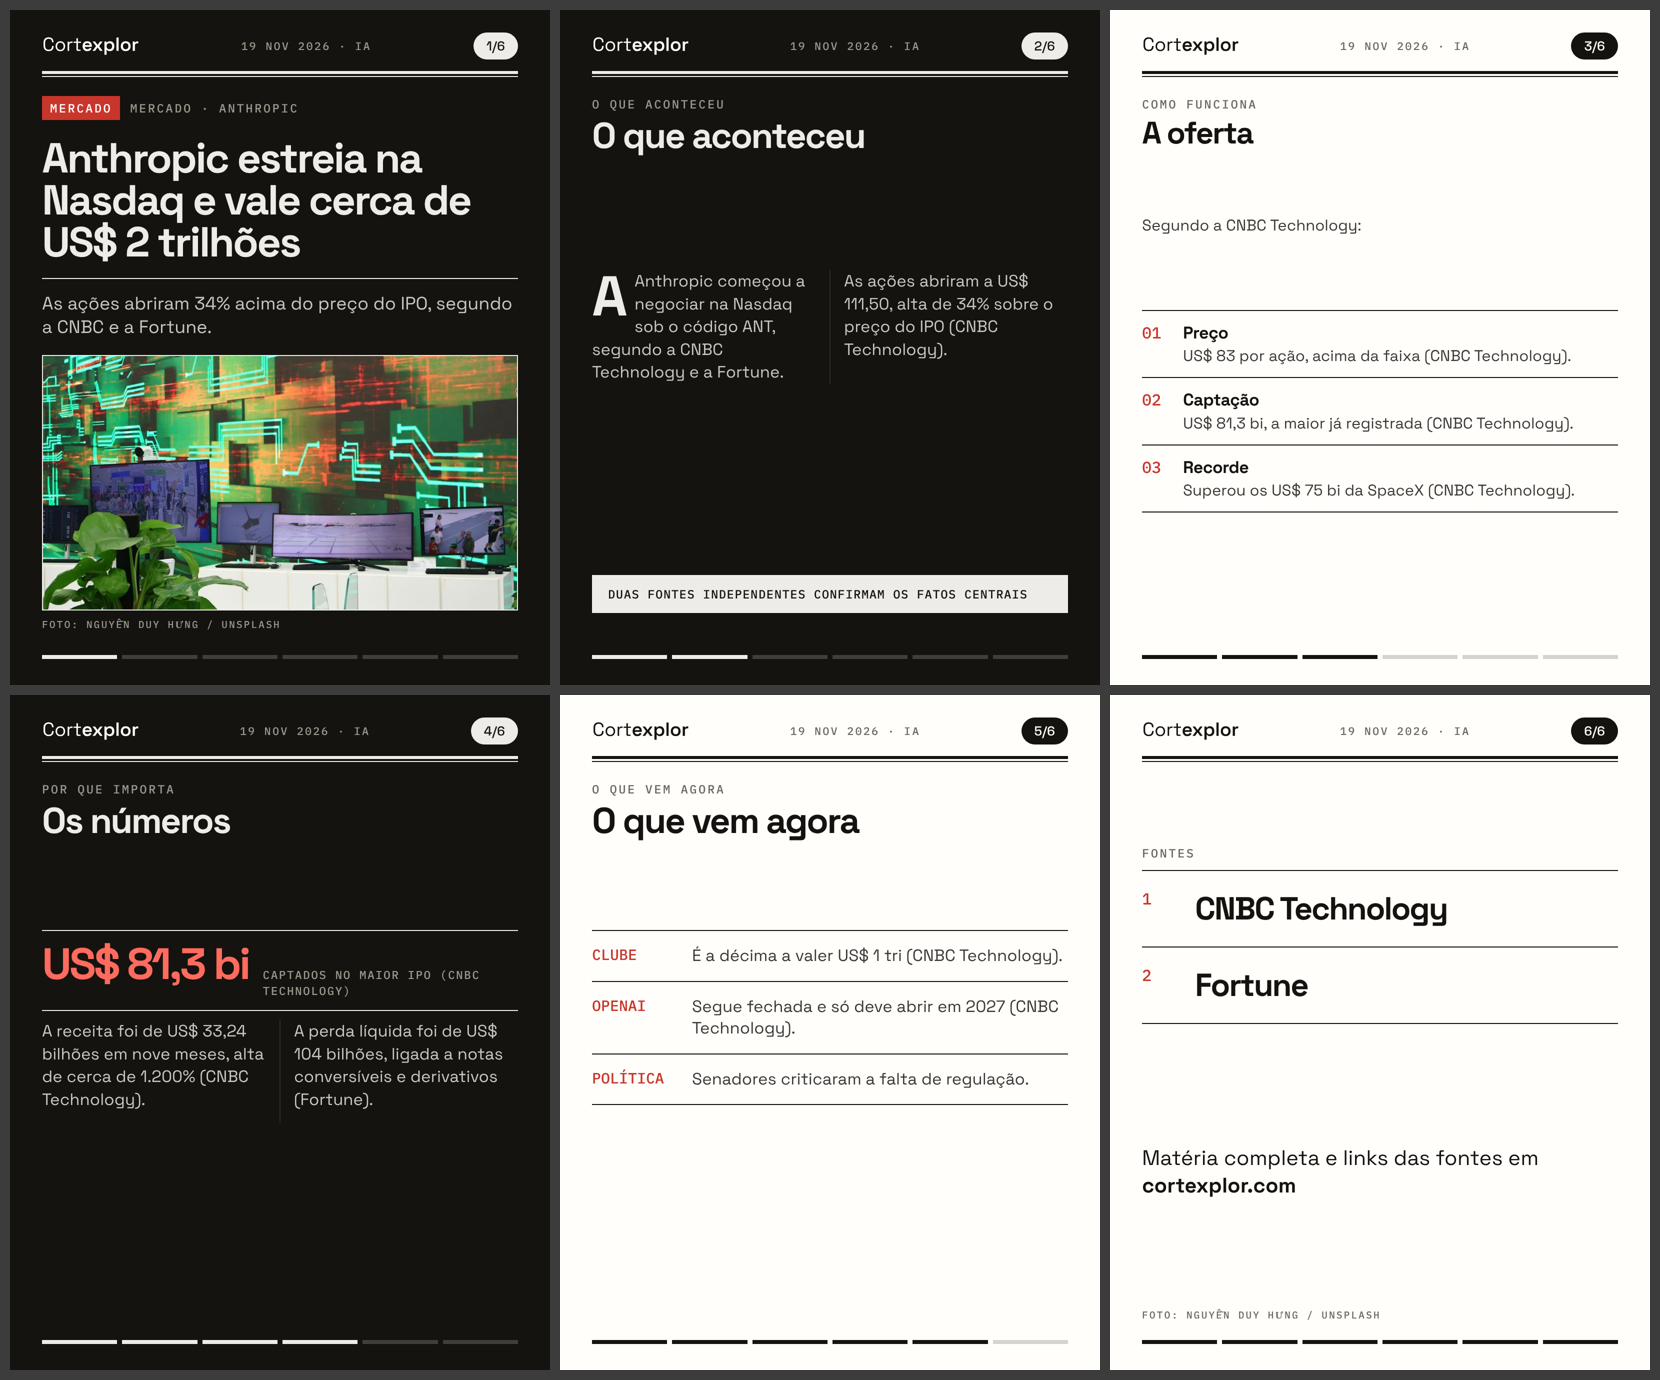 Cortexplor
19 NOV 2026 · IA
1/6
MERCADO
MERCADO · ANTHROPIC
Anthropic estreia na
Nasdaq e vale cerca de
US$ 2 trilhões
As ações abriram 34% acima do preço do IPO, segundo
a CNBC e a Fortune.
FOTO: NGUYỄN DUY HƯNG / UNSPLASH
Cortexplor
19 NOV 2026 · IA
2/6
O QUE ACONTECEU
O que aconteceu
A Anthropic começou a
negociar na Nasdaq
sob o código ANT,
segundo a CNBC
Technology e a Fortune.
As ações abriram a US$
111,50, alta de 34% sobre o
preço do IPO (CNBC
Technology).
DUAS FONTES INDEPENDENTES CONFIRMAM OS FATOS CENTRAIS
Cortexplor
19 NOV 2026 · IA
3/6
COMO FUNCIONA
A oferta
Segundo a CNBC Technology:
01 Preço
US$ 83 por ação, acima da faixa (CNBC Technology).
02 Captação
US$ 81,3 bi, a maior já registrada (CNBC Technology).
03 Recorde
Superou os US$ 75 bi da SpaceX (CNBC Technology).
Cortexplor
19 NOV 2026 · IA
4/6
POR QUE IMPORTA
Os números
US$ 81,3 bi
CAPTADOS NO MAIOR IPO (CNBC
TECHNOLOGY)
A receita foi de US$ 33,24
bilhões em nove meses, alta
de cerca de 1.200% (CNBC
Technology).
A perda líquida foi de US$
104 bilhões, ligada a notas
conversíveis e derivativos
(Fortune).
Cortexplor
19 NOV 2026 · IA
5/6
O QUE VEM AGORA
O que vem agora
CLUBE
É a décima a valer US$ 1 tri (CNBC Technology).
OPENAI
Segue fechada e só deve abrir em 2027 (CNBC
Technology).
POLÍTICA
Senadores criticaram a falta de regulação.
Cortexplor
19 NOV 2026 · IA
6/6
FONTES
1 CNBC Technology
2 Fortune
Matéria completa e links das fontes em
cortexplor.com
FOTO: NGUYỄN DUY HƯNG / UNSPLASH